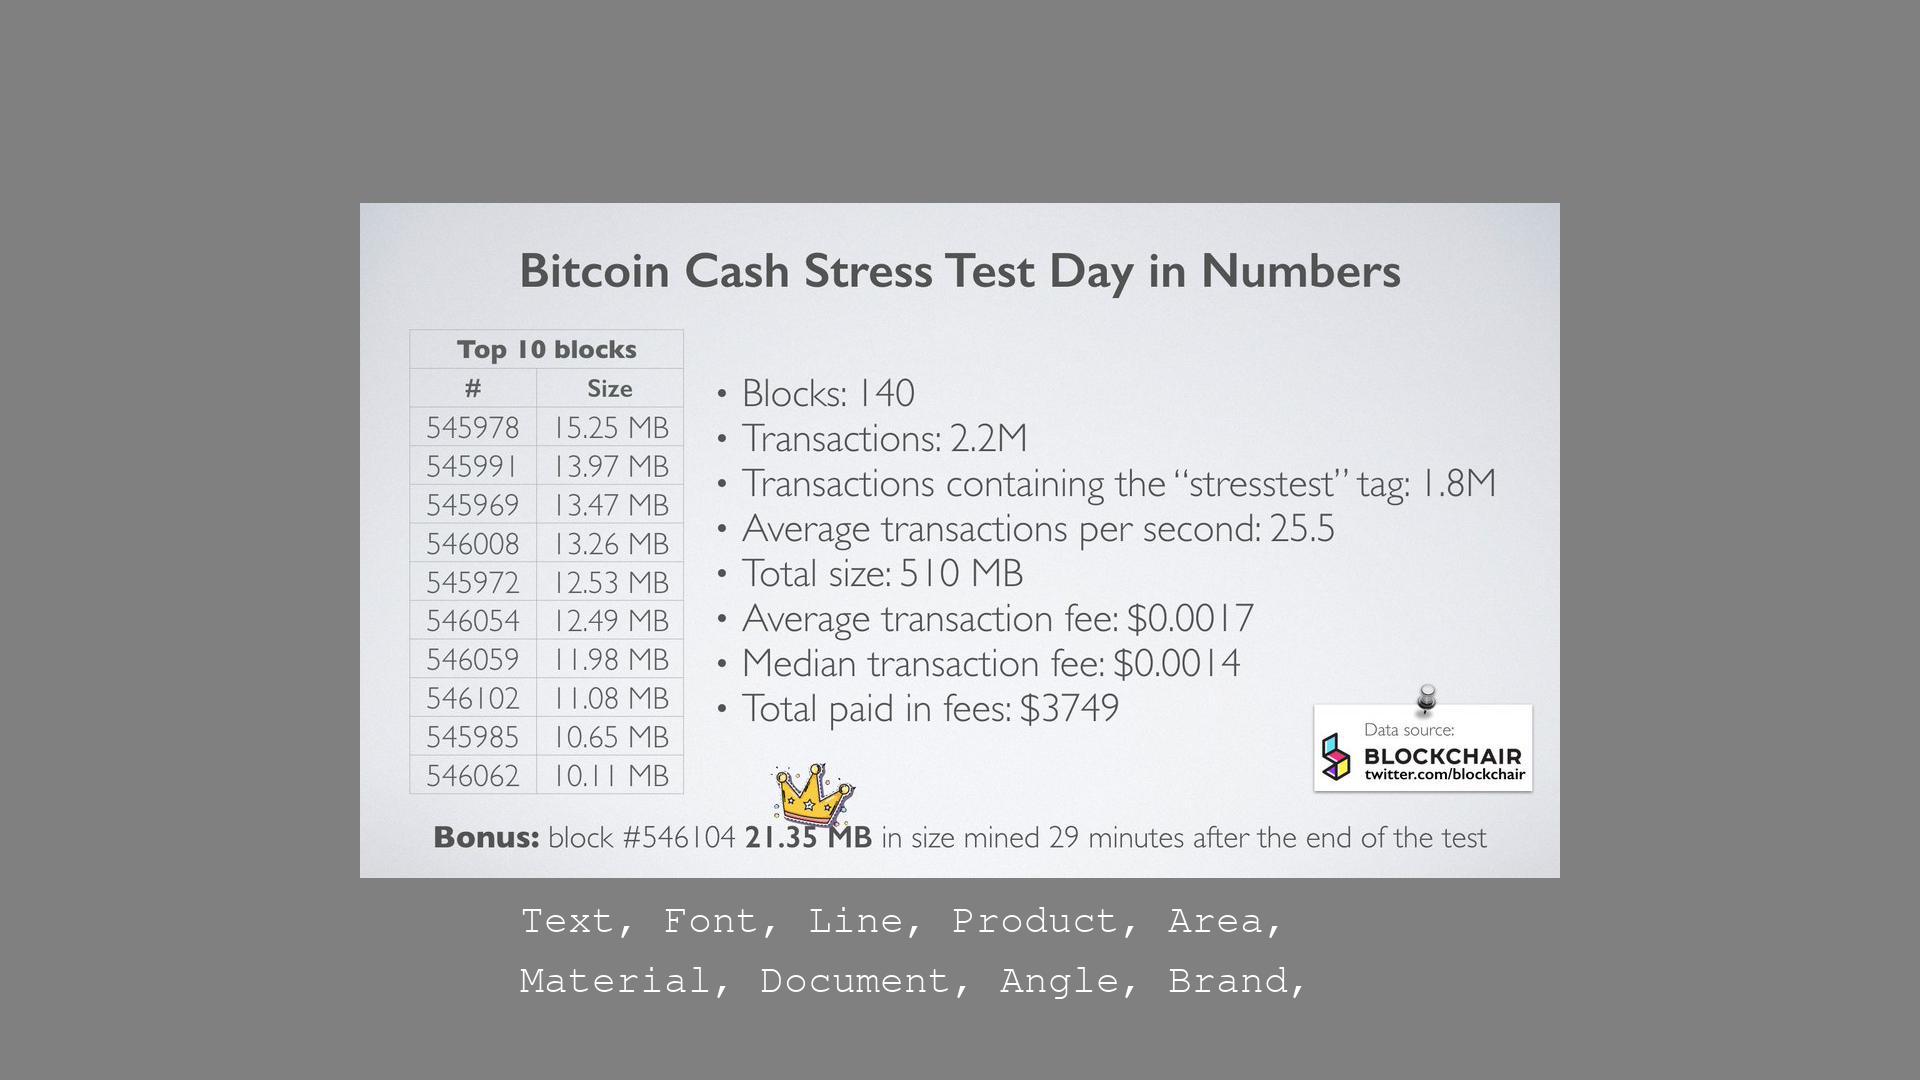 Bitcoin Cash Stress Test Day in Numbers
Top 10 blocks
# Size
545978 15.25 MB
545991 13.97 MB
545969 13.47 MB
546008 13.26 MB
545972 12.53 MB
546054 12.49 MB
546059 11.98 MB
546102 11.08 MB
545985 10.65 MB
546062 10.11 MB
• Blocks: 140
• Transactions: 2.2M
• Transactions containing the “stresstest” tag: 1.8M
• Average transactions per second: 25.5
• Total size: 510 MB
• Average transaction fee: $0.0017
• Median transaction fee: $0.0014
• Total paid in fees: $3749
Data source:
BLOCKCHAIR
twitter.com/blockchair
Bonus: block #546104 21.35 MB in size mined 29 minutes after the end of the test
Text, Font, Line, Product, Area,
Material, Document, Angle, Brand,